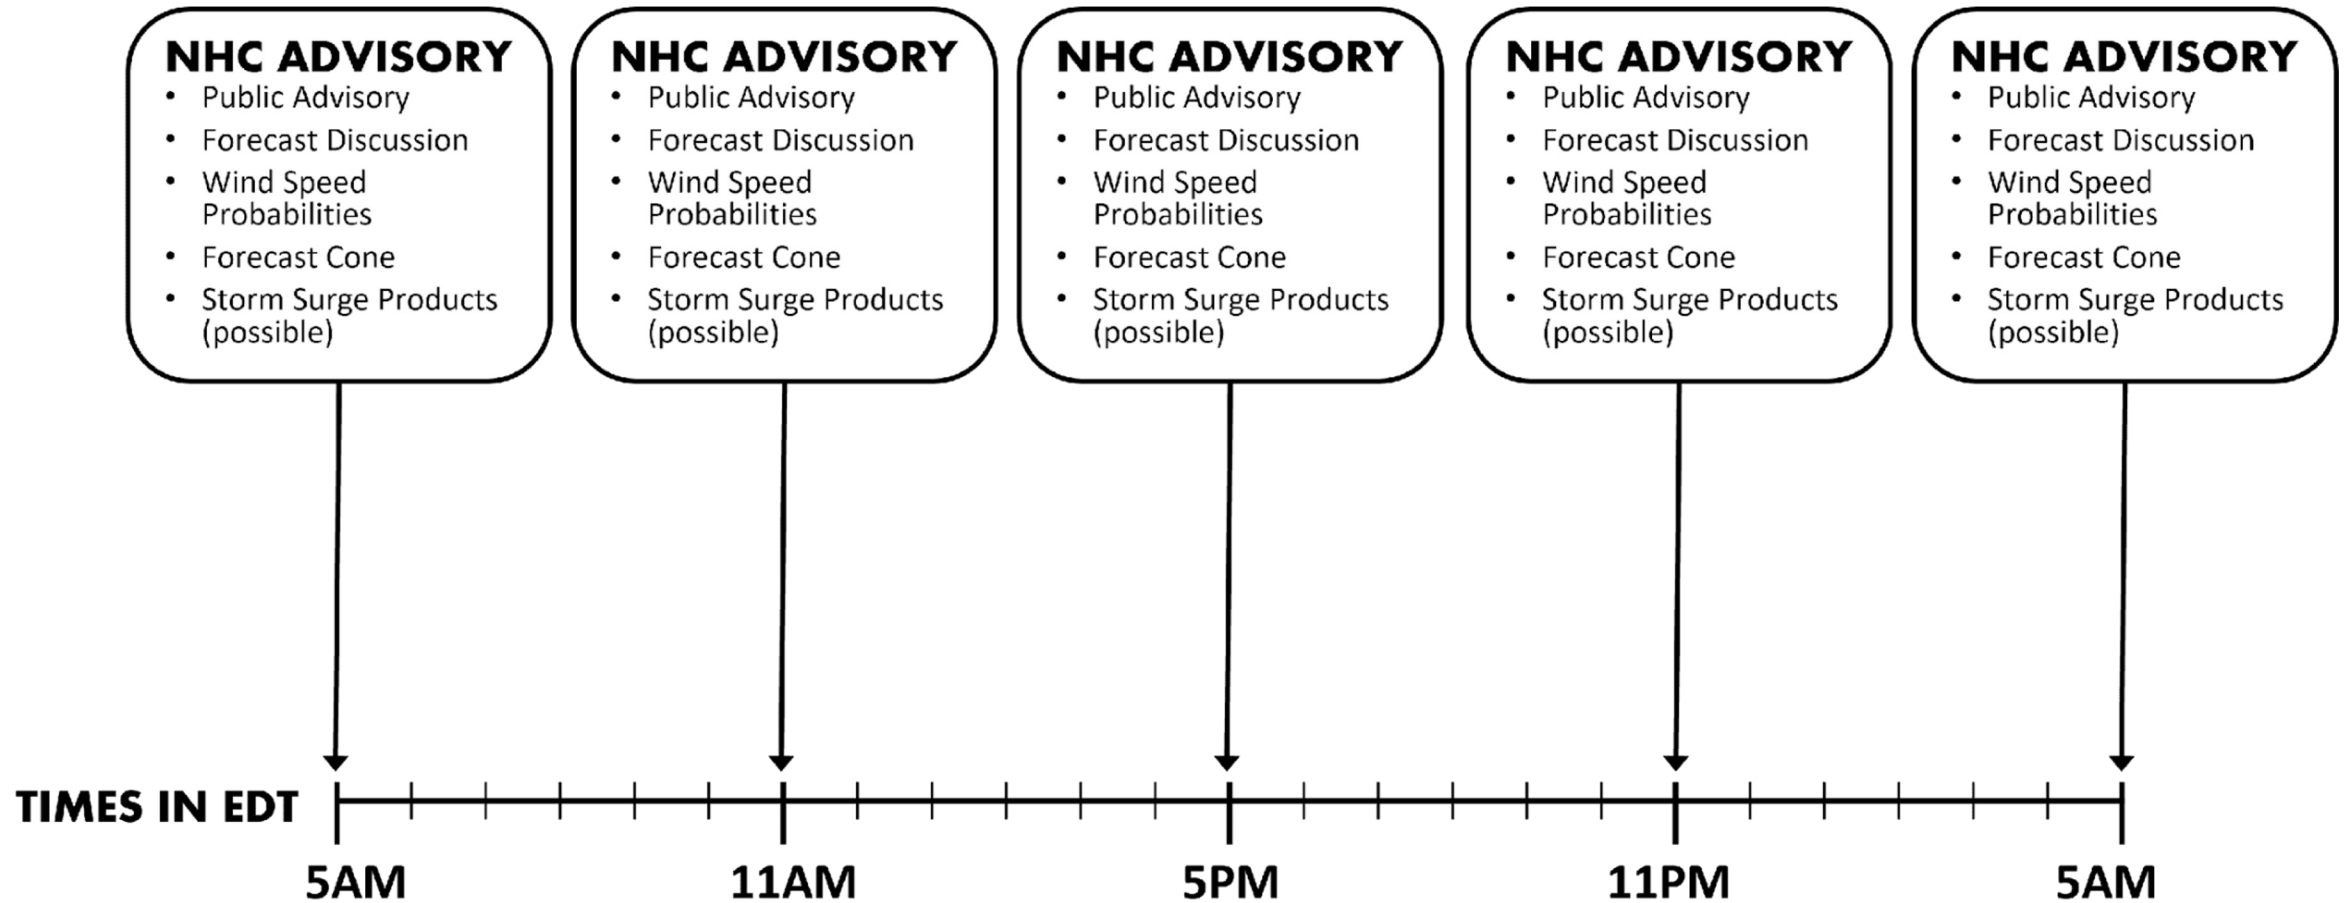 NHC ADVISORY
• Public Advisory
• Forecast Discussion
• Wind Speed
Probabilities
• Forecast Cone
• Storm Surge Products
(possible)
NHC ADVISORY
• Public Advisory
• Forecast Discussion
• Wind Speed
Probabilities
• Forecast Cone
• Storm Surge Products
(possible)
NHC ADVISORY
• Public Advisory
• Forecast Discussion
• Wind Speed
Probabilities
• Forecast Cone
• Storm Surge Products
(possible)
NHC ADVISORY
• Public Advisory
• Forecast Discussion
• Wind Speed
Probabilities
• Forecast Cone
• Storm Surge Products
(possible)
NHC ADVISORY
• Public Advisory
• Forecast Discussion
• Wind Speed
Probabilities
• Forecast Cone
• Storm Surge Products
(possible)
TIMES IN EDT
5AM 11AM 5PM 11PM 5AM